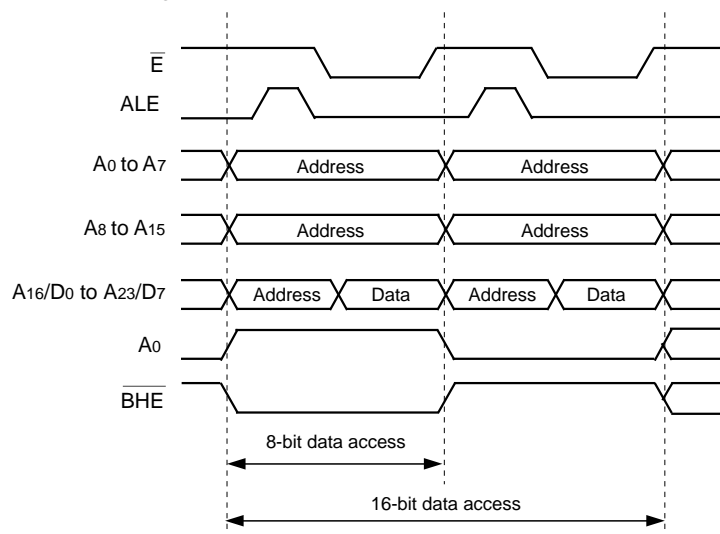 E
ALE
A0 to A7 Address Address
A8 to A15 Address Address
A16/D0 to A23/D7 Address Data Address Data
A0
BHE
8-bit data access
16-bit data access